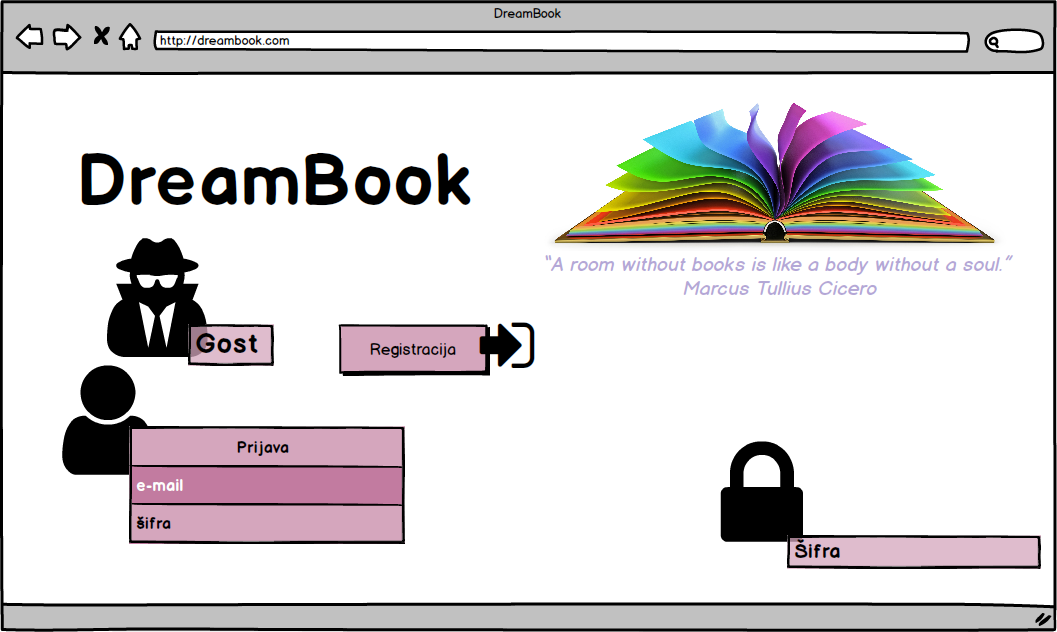 DreamBook
http://dreambook.com
DreamBook
"A room without books is like a body without a soul."
Marcus Tullius Cicero
Gost
Registracija
Prijava
e-mail
šifra
Šifra